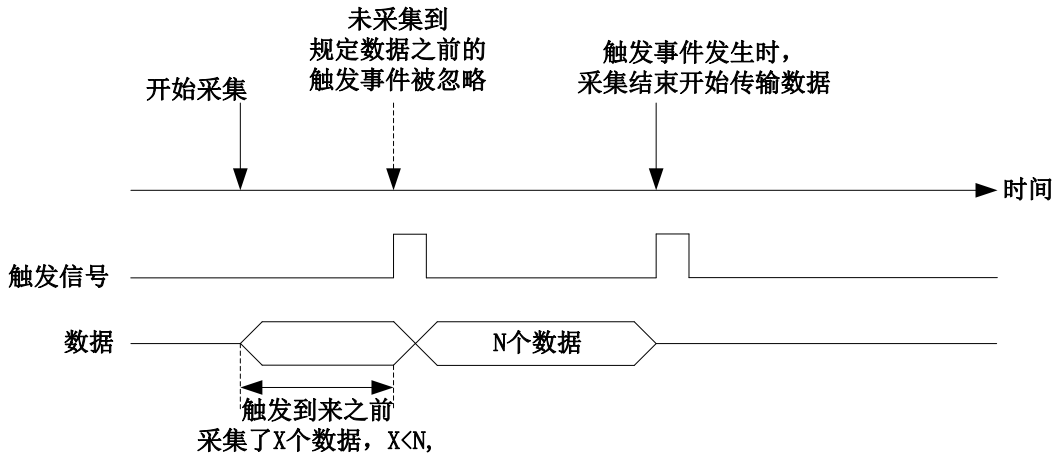 未采集到
规定数据之前的
触发事件被忽略
触发事件发生时，
采集结束开始传输数据
开始采集
时间
触发信号
数据
N个数据
触发到来之前
采集了X个数据，X<N,